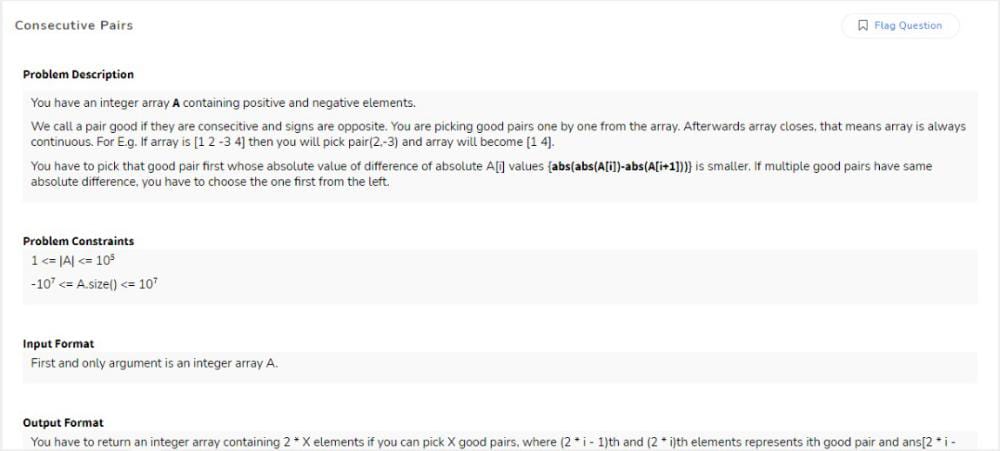 Consecutive Pairs
Flag Question
Problem Description
You have an integer array A containing positive and negative elements.
We call a pair good if they are consecitive and signs are opposite. You are picking good pairs one by one from the array. Afterwards array closes, that means array is always
continuous. For E.g. If array is [1 2 -3 4] then you will pick pair(2,-3) and array will become [1 4].
You have to pick that good pair first whose absolute value of difference of absolute A[i] values {abs(abs(A[i])-abs(A[i+1]))} is smaller. If multiple good pairs have same
absolute difference, you have to choose the one first from the left.
Problem Constraints
1 <= |A| <= 10⁵
-10⁷ <= A.size() <= 10⁷
Input Format
First and only argument is an integer array A.
Output Format
You have to return an integer array containing 2 * X elements if you can pick X good pairs, where (2 * i - 1)th and (2 * i)th elements represents ith good pair and ans[2 * i -